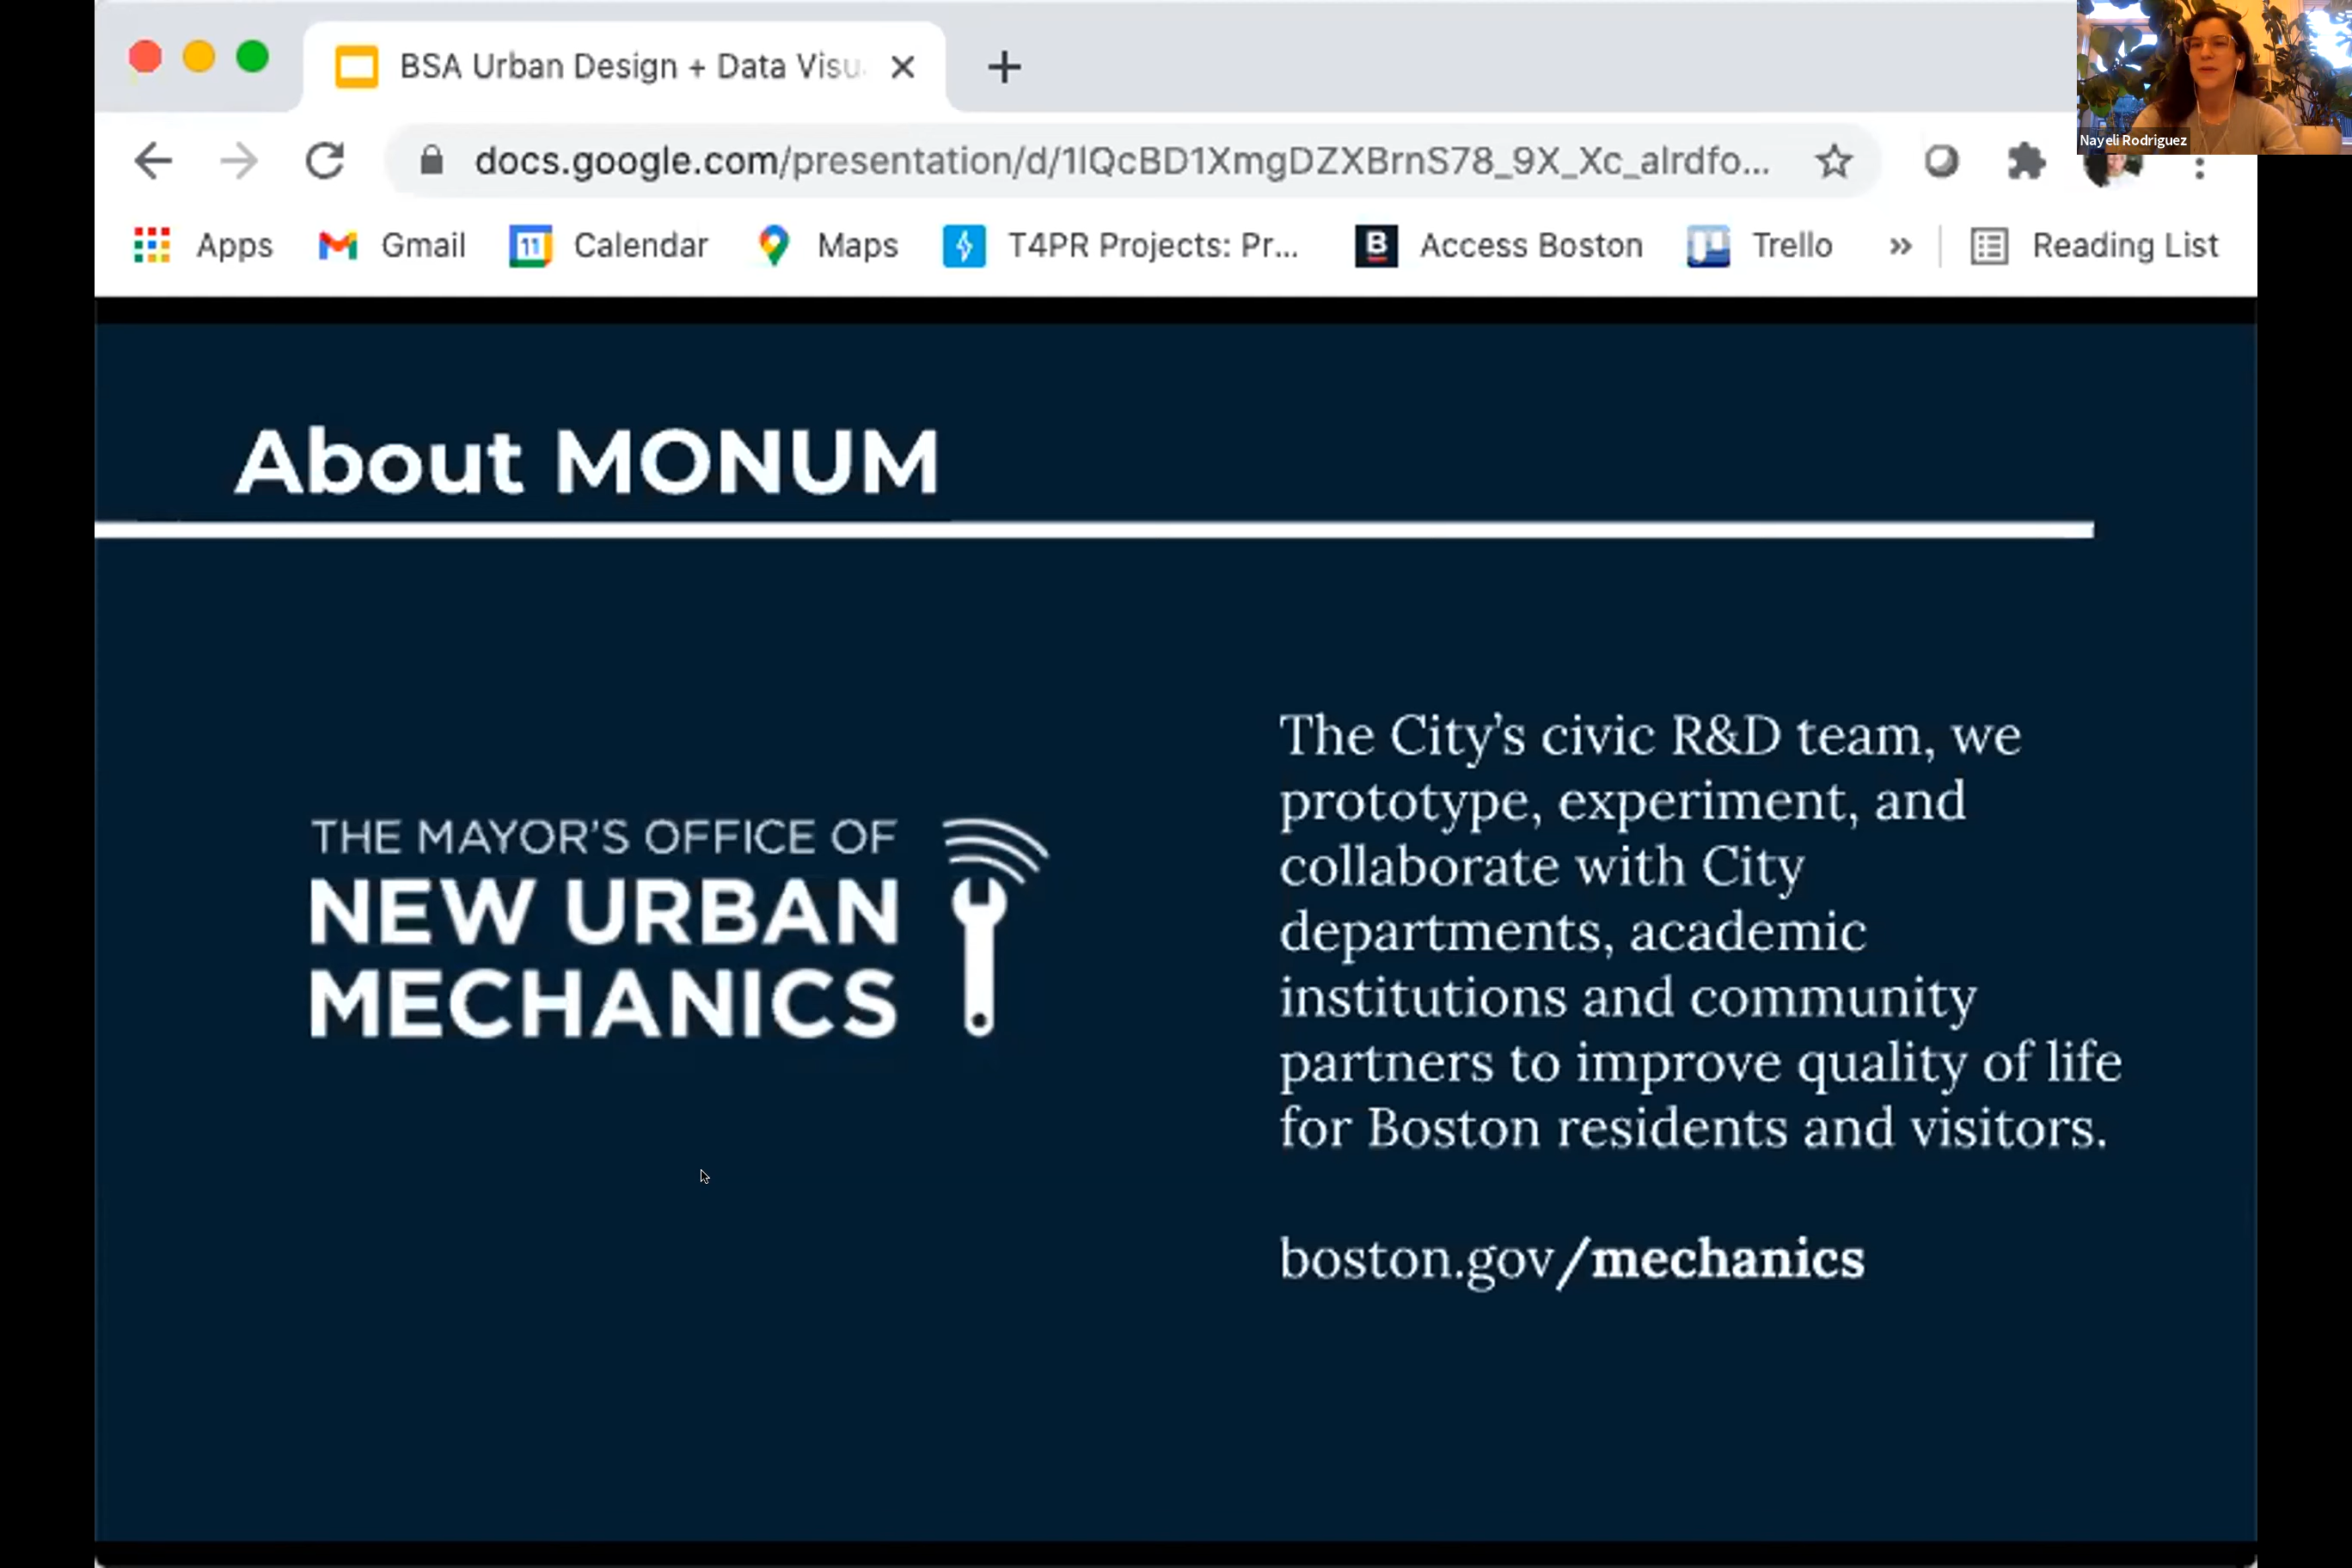 BSA Urban Design + Data Visu
docs.google.com/presentation/d/1lQcBD1XmgDZXBrnS78_9X_Xc_alrdfo...
Nayeli Rodriguez
Apps
Gmail
11
Calendar
Maps
T4PR Projects: Pr...
B
Access Boston
Trello
»
Reading List
About MONUM
THE MAYOR'S OFFICE OF
NEW URBAN
MECHANICS
The City’s civic R&D team, we
prototype, experiment, and
collaborate with City
departments, academic
institutions and community
partners to improve quality of life
for Boston residents and visitors.
boston.gov/mechanics